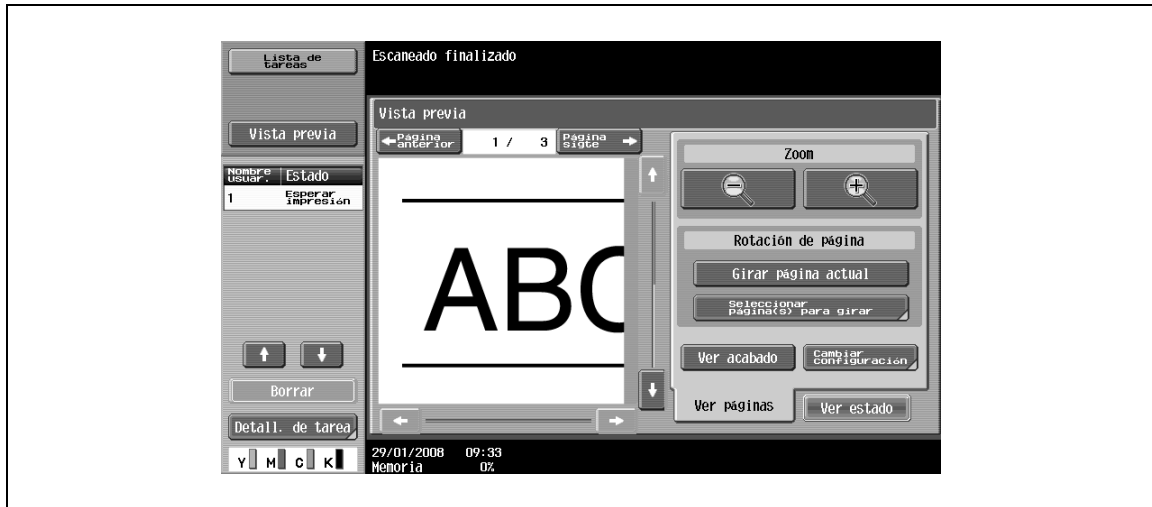 Lista de
tareas
Escaneado finalizado
Vista previa
Vista previa
Página
anterior
1 / 3
Página
sigte
Nombre
usuar.
Estado
1
Esperar
impresión
ABC
Zoom
Rotación de página
Girar página actual
Seleccionar
página(s) para girar
Ver acabado
Cambiar
configuración
Ver páginas
Ver estado
Borrar
Detall. de tarea
Y M C K
29/01/2008 09:33
Memoria 0%